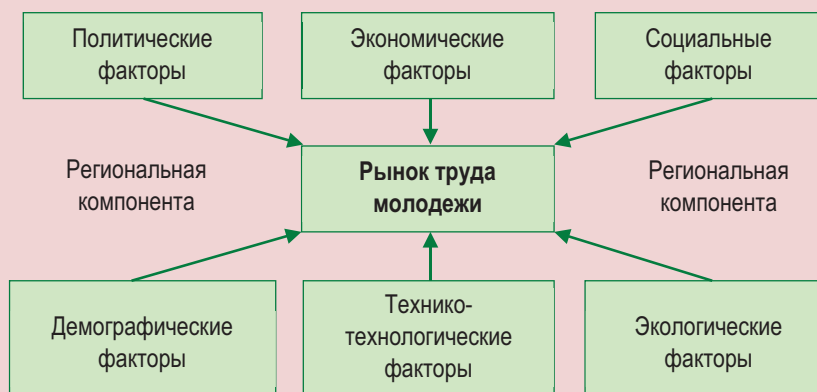 Политические
факторы
Экономические
факторы
Социальные
факторы
Региональная
компонента
Рынок труда
молодежи
Региональная
компонента
Демографические
факторы
Технико-
технологические
факторы
Экологические
факторы